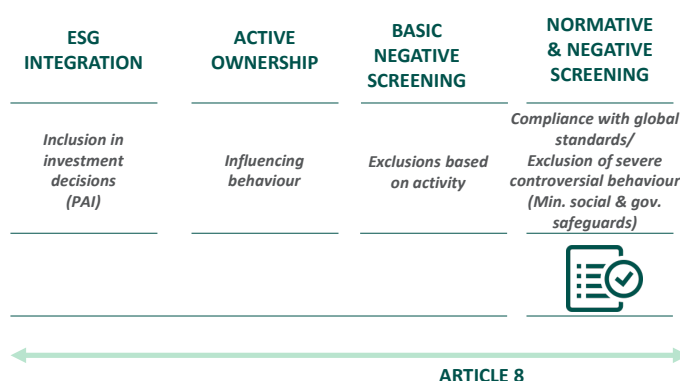 ESG
INTEGRATION
ACTIVE
OWNERSHIP
BASIC
NEGATIVE
SCREENING
NORMATIVE
& NEGATIVE
SCREENING
Inclusion in
investment
decisions
(PAI)
Influencing
behaviour
Exclusions based
on activity
Compliance with global
standards/
Exclusion of severe
controversial behaviour
(Min. social & gov.
safeguards)
ARTICLE 8